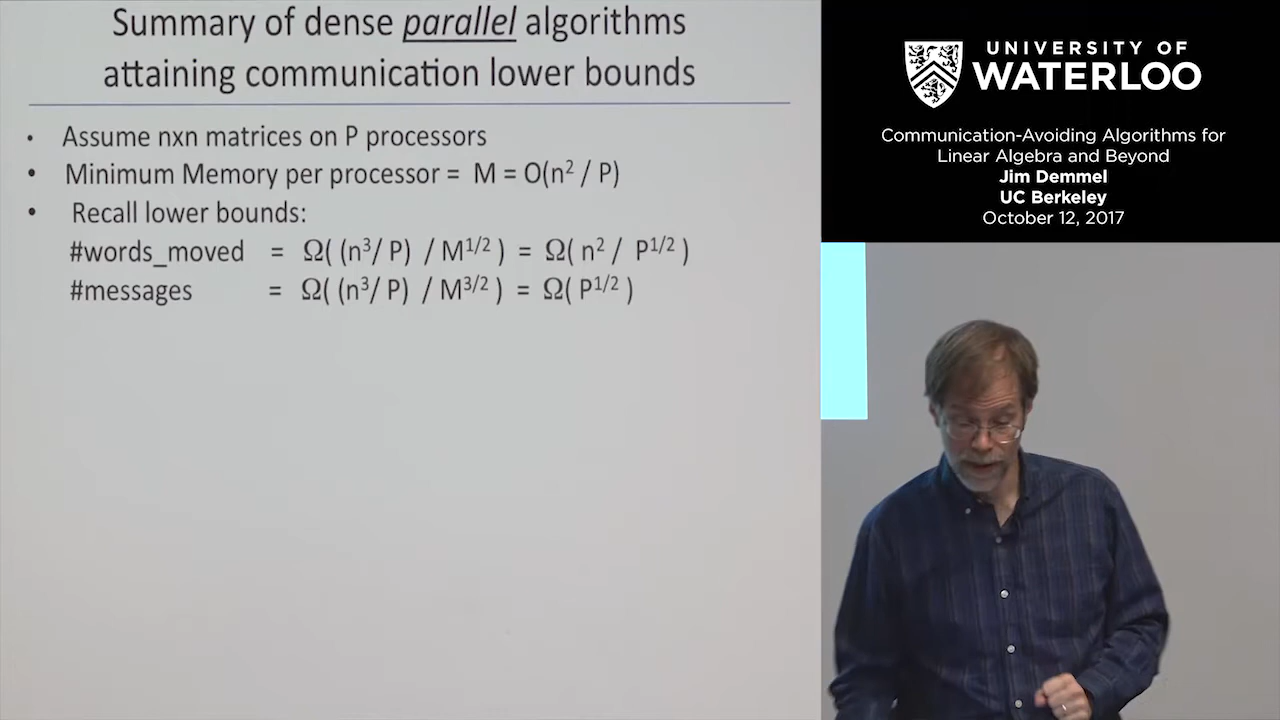 Summary of dense parallel algorithms
attaining communication lower bounds
• Assume nxn matrices on P processors
• Minimum Memory per processor = M = O(n² / P)
• Recall lower bounds:
#words_moved = Ω( (n³/ P) / M^1/2 ) = Ω( n² / P^1/2 )
#messages = Ω( (n³/ P) / M^3/2 ) = Ω( P^1/2 )
UNIVERSITY OF
WATERLOO
Communication-Avoiding Algorithms for
Linear Algebra and Beyond
Jim Demmel
UC Berkeley
October 12, 2017